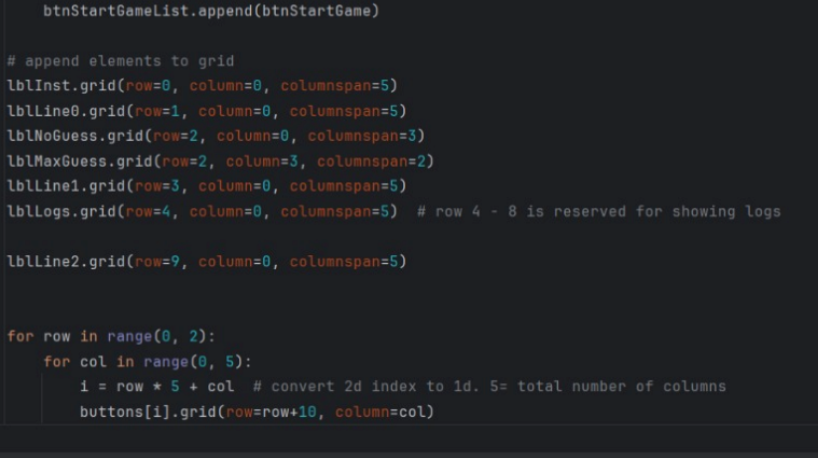 btnStartGameList.append(btnStartGame)
# append elements to grid
lblInst.grid(row=0, column=0, columnspan=5)
lblLine0.grid(row=1, column=0, columnspan=5)
lblNoGuess.grid(row=2, column=0, columnspan=3)
lblMaxGuess.grid(row=2, column=3, columnspan=2)
lblLine1.grid(row=3, column=0, columnspan=5)
lblLogs.grid(row=4, column=0, columnspan=5)  # row 4 - 8 is reserved for showing logs
lblLine2.grid(row=9, column=0, columnspan=5)
for row in range(0, 2):
for col in range(0, 5):
i = row * 5 + col  # convert 2d index to 1d. 5= total number of columns
buttons[i].grid(row=row+10, column=col)